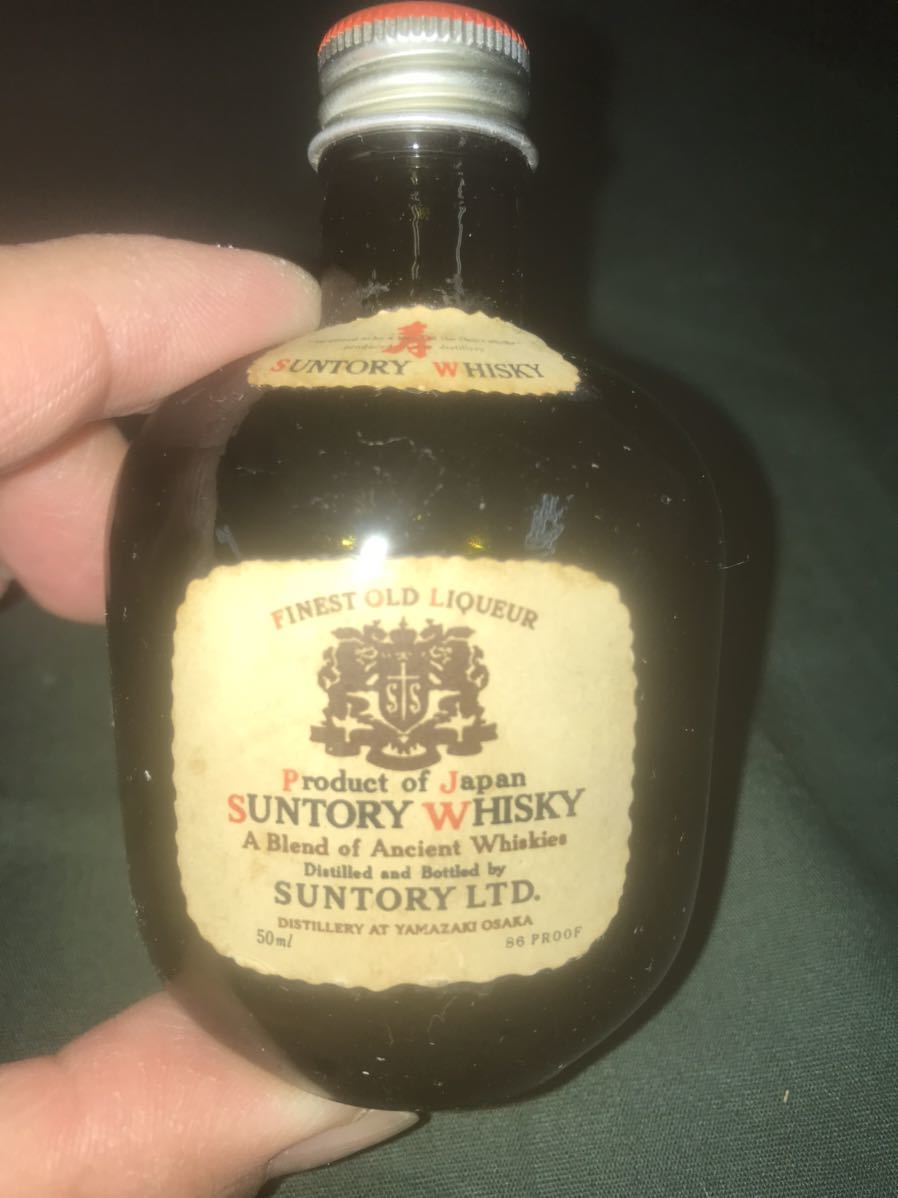 寿
SUNTORY WHISKY
FINEST OLD LIQUEUR
S S
Product of Japan
SUNTORY WHISKY
A Blend of Ancient Whiskies
Distilled and Bottled by
SUNTORY LTD.
DISTILLERY AT YAMAZAKI OSAKA
50ml 86 PROOF